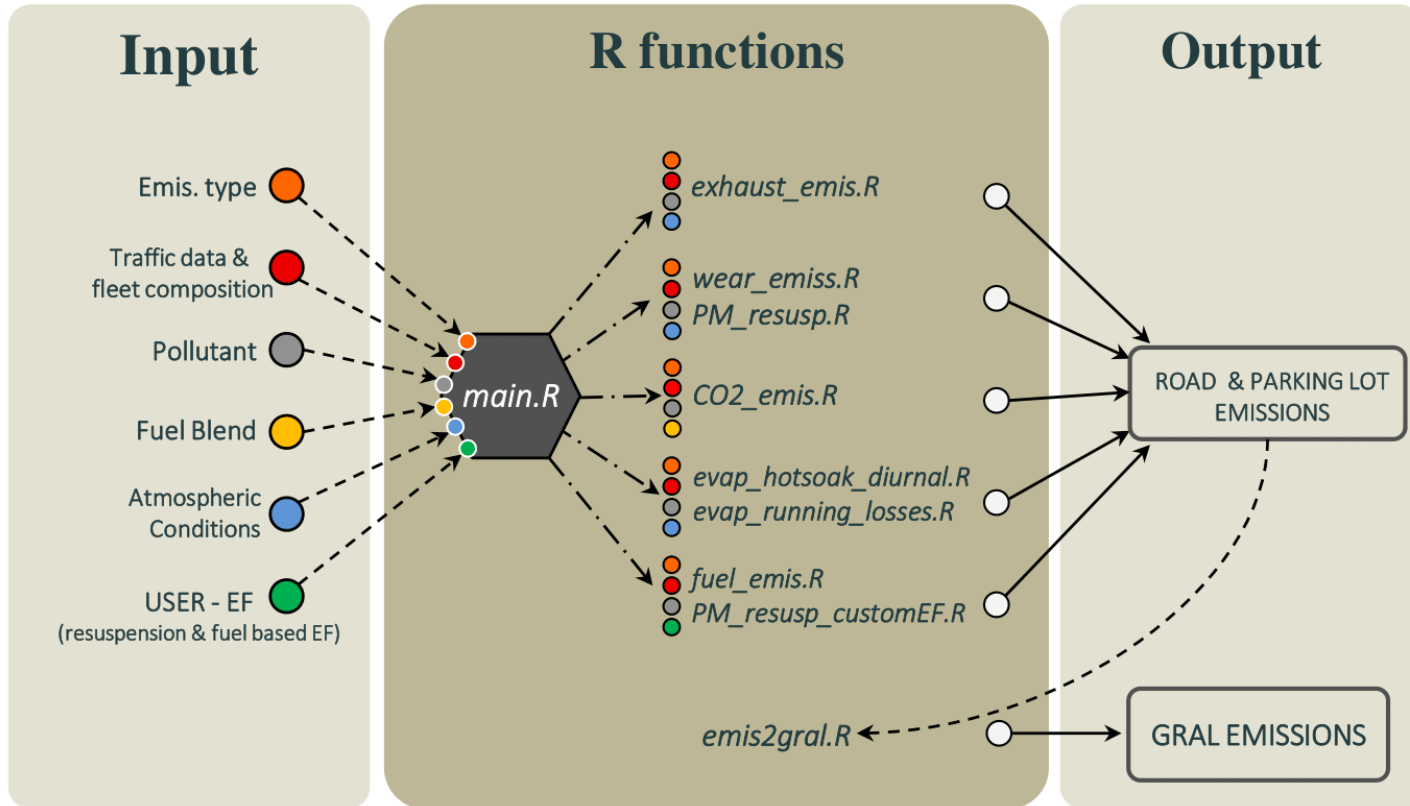 Input
R functions
Output
Emis. type
Traffic data &
fleet composition
Pollutant
Fuel Blend
Atmospheric
Conditions
USER - EF
(resuspension & fuel based EF)
main.R
exhaust_emis.R
wear_emiss.R
PM_resusp.R
CO2_emis.R
evap_hotsoak_diurnal.R
evap_running_losses.R
fuel_emis.R
PM_resusp_customEF.R
emis2gral.R
ROAD & PARKING LOT
EMISSIONS
GRAL EMISSIONS